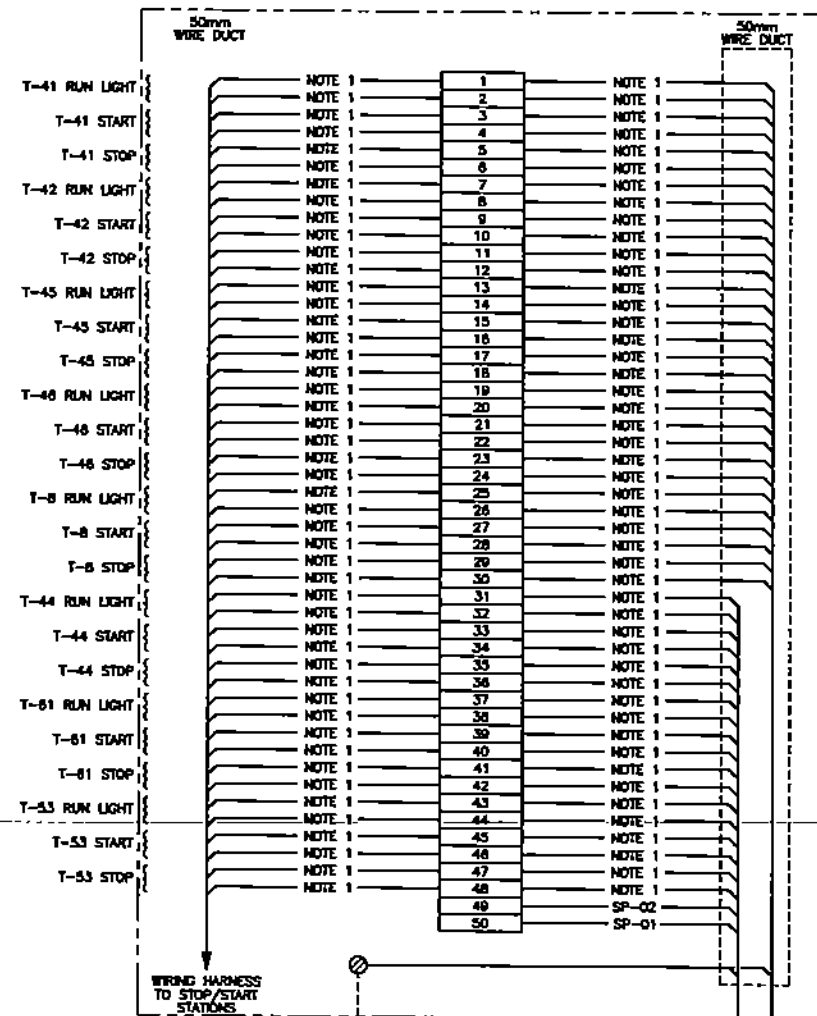 50mm
WIRE DUCT
50mm
WIRE DUCT
T-41 RUN LIGHT NOTE 1 1 NOTE 1
NOTE 1 2 NOTE 1
T-41 START NOTE 1 3 NOTE 1
NOTE 1 4 NOTE 1
T-41 STOP NOTE 1 5 NOTE 1
NOTE 1 6 NOTE 1
T-42 RUN LIGHT NOTE 1 7 NOTE 1
NOTE 1 8 NOTE 1
T-42 START NOTE 1 9 NOTE 1
NOTE 1 10 NOTE 1
T-42 STOP NOTE 1 11 NOTE 1
NOTE 1 12 NOTE 1
T-45 RUN LIGHT NOTE 1 13 NOTE 1
NOTE 1 14 NOTE 1
T-45 START NOTE 1 15 NOTE 1
NOTE 1 16 NOTE 1
T-45 STOP NOTE 1 17 NOTE 1
NOTE 1 18 NOTE 1
T-46 RUN LIGHT NOTE 1 19 NOTE 1
NOTE 1 20 NOTE 1
T-46 START NOTE 1 21 NOTE 1
NOTE 1 22 NOTE 1
T-46 STOP NOTE 1 23 NOTE 1
NOTE 1 24 NOTE 1
T-8 RUN LIGHT NOTE 1 25 NOTE 1
NOTE 1 26 NOTE 1
T-8 START NOTE 1 27 NOTE 1
NOTE 1 28 NOTE 1
T-8 STOP NOTE 1 29 NOTE 1
NOTE 1 30 NOTE 1
T-44 RUN LIGHT NOTE 1 31 NOTE 1
NOTE 1 32 NOTE 1
T-44 START NOTE 1 33 NOTE 1
NOTE 1 34 NOTE 1
T-44 STOP NOTE 1 35 NOTE 1
NOTE 1 36 NOTE 1
T-61 RUN LIGHT NOTE 1 37 NOTE 1
NOTE 1 38 NOTE 1
T-61 START NOTE 1 39 NOTE 1
NOTE 1 40 NOTE 1
T-61 STOP NOTE 1 41 NOTE 1
NOTE 1 42 NOTE 1
T-53 RUN LIGHT NOTE 1 43 NOTE 1
NOTE 1 44 NOTE 1
T-53 START NOTE 1 45 NOTE 1
NOTE 1 46 NOTE 1
T-53 STOP NOTE 1 47 NOTE 1
NOTE 1 48 NOTE 1
49 SP-02
50 SP-01
WIRING HARNESS
TO STOP/START
STATIONS